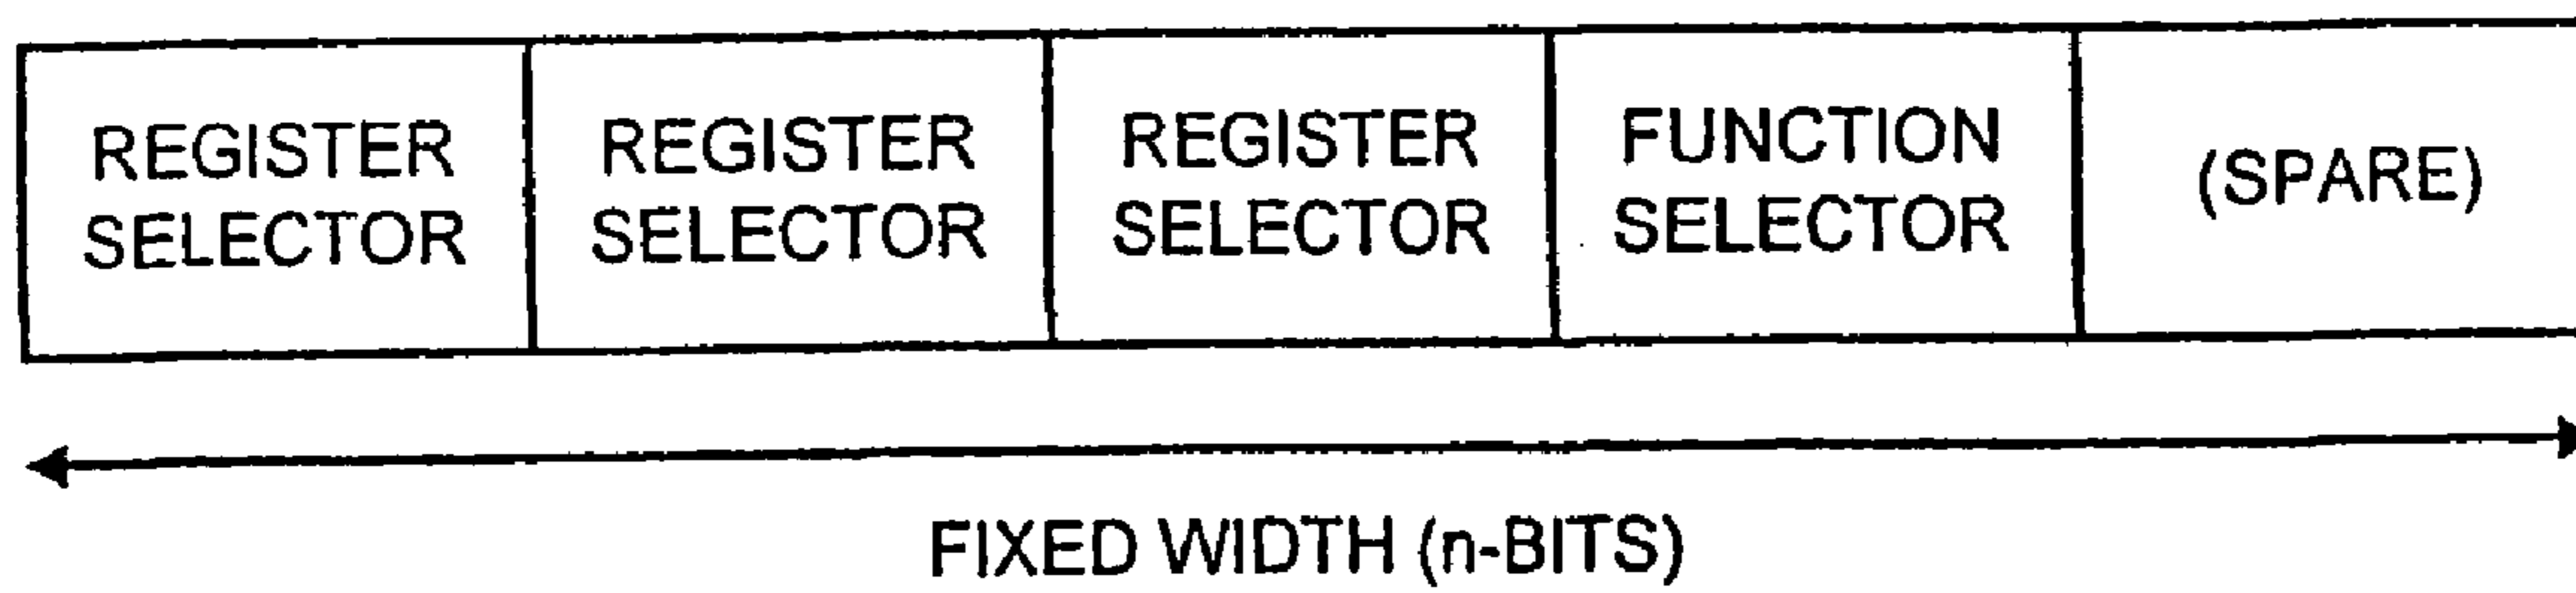 REGISTER
SELECTOR
REGISTER
SELECTOR
REGISTER
SELECTOR
FUNCTION
SELECTOR
(SPARE)
FIXED WIDTH (n-BITS)